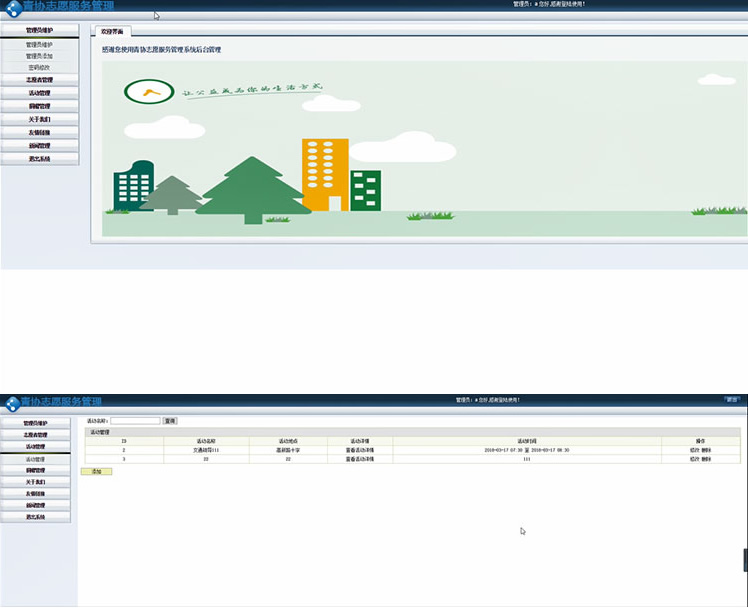 青协志愿服务管理
管理员: a 您好,感谢登陆使用!
管理员维护
欢迎界面
管理员维护
感谢您使用青协志愿服务管理系统后台管理
管理员添加
密码修改
志愿者管理
活动管理
捐赠管理
关于我们
友情链接
新闻管理
退出系统
让公益成为你的生活方式
青协志愿服务管理
管理员: a 您好,感谢登陆使用!
退出
管理员维护
志愿者管理
活动管理
活动管理
捐赠管理
关于我们
友情链接
新闻管理
退出系统
活动名称: 查询
活动管理
ID 活动名称 活动地点 活动详情 活动时间 操作
2 交通疏导111 查看活动详情 2018-03-17 07:30 至 2018-03-17 08:30 修改 删除
3 22 22 查看活动详情 111 修改 删除
添加